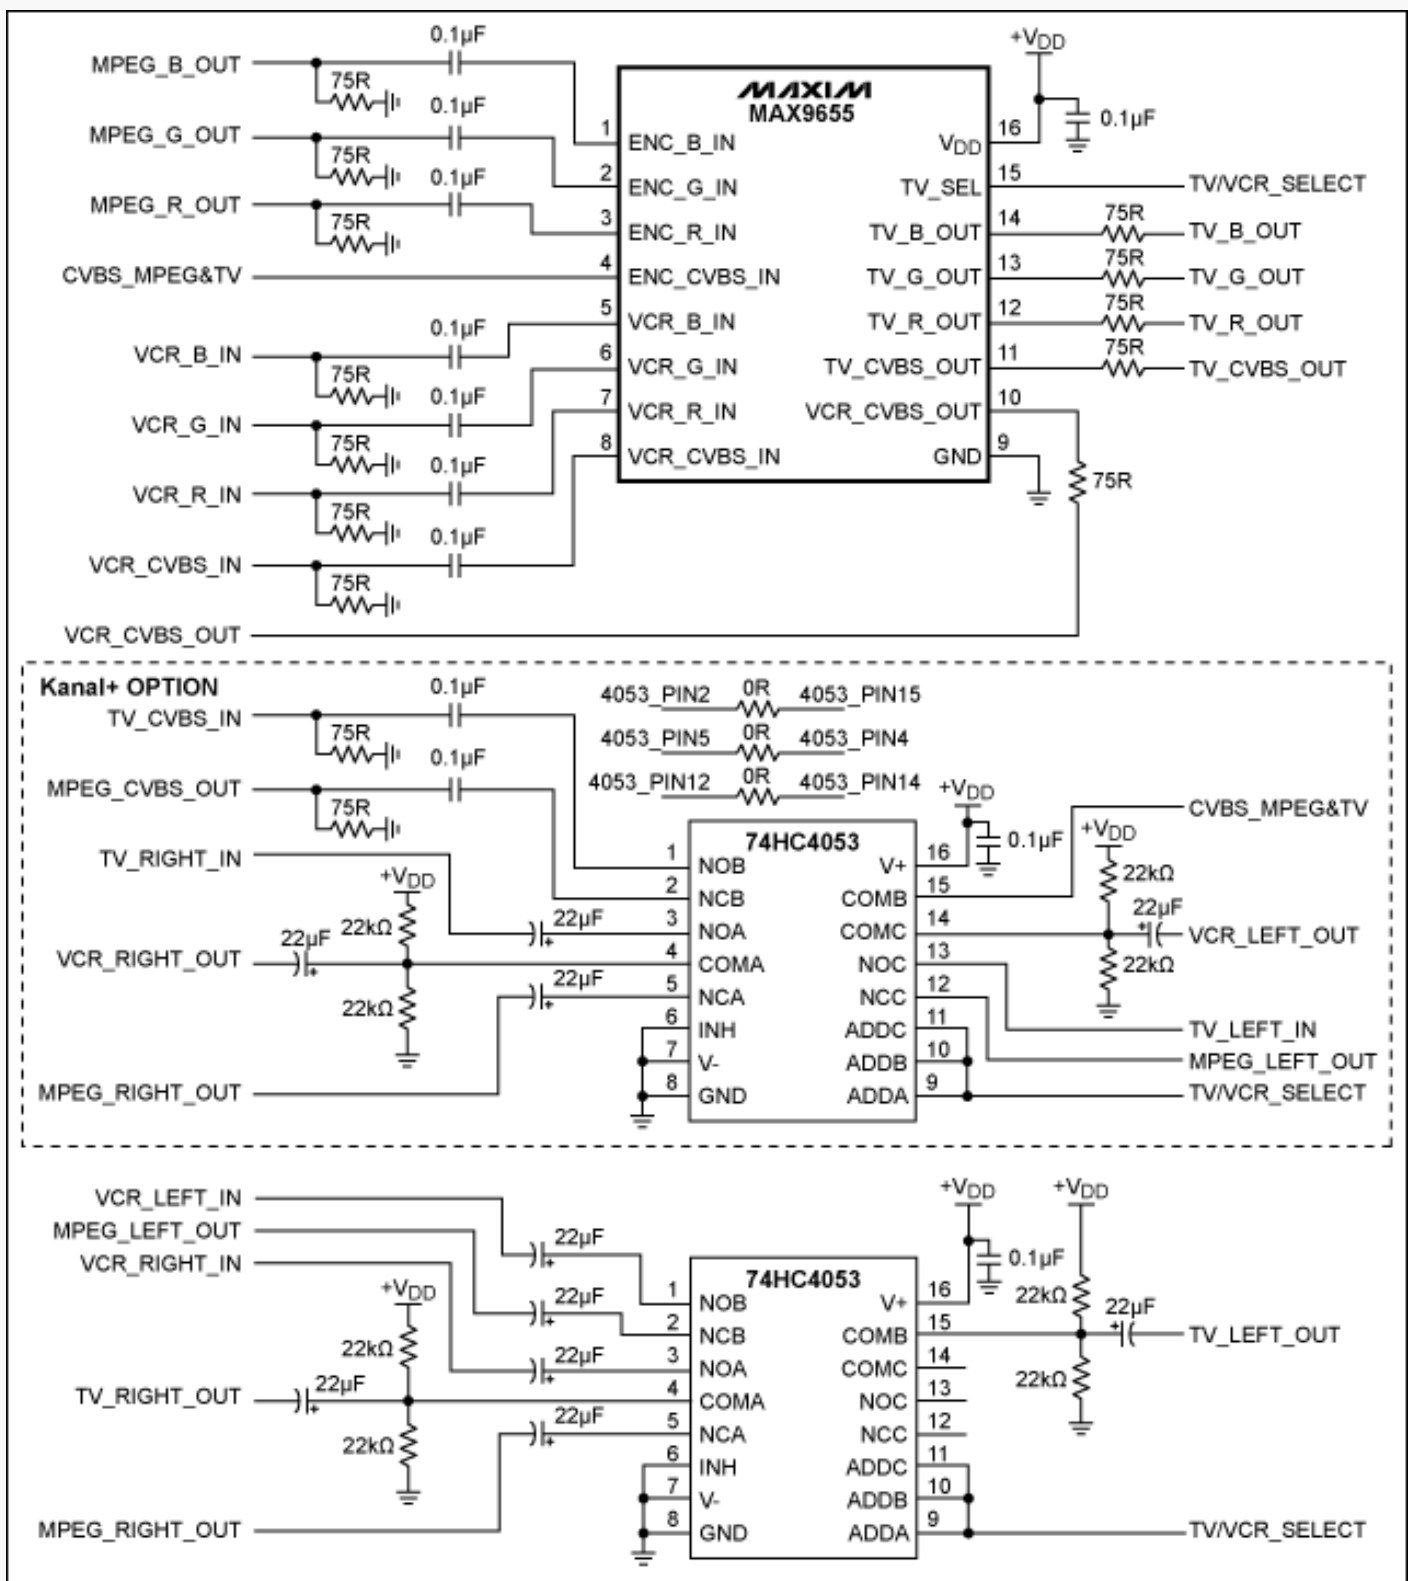 MPEG_B_OUT 0.1µF 75R
MPEG_G_OUT 0.1µF 75R
MPEG_R_OUT 0.1µF 75R
CVBS_MPEG&TV
VCR_B_IN 0.1µF 75R
VCR_G_IN 0.1µF 75R
VCR_R_IN 0.1µF 75R
VCR_CVBS_IN 0.1µF 75R
VCR_CVBS_OUT
MAXIM
MAX9655
1 ENC_B_IN
2 ENC_G_IN
3 ENC_R_IN
4 ENC_CVBS_IN
5 VCR_B_IN
6 VCR_G_IN
7 VCR_R_IN
8 VCR_CVBS_IN
VDD 16
TV_SEL 15
TV_B_OUT 14
TV_G_OUT 13
TV_R_OUT 12
TV_CVBS_OUT 11
VCR_CVBS_OUT 10
GND 9
+VDD
0.1µF
TV/VCR_SELECT
75R TV_B_OUT
75R TV_G_OUT
75R TV_R_OUT
75R TV_CVBS_OUT
75R
Kanal+ OPTION
TV_CVBS_IN 0.1µF 75R
MPEG_CVBS_OUT 0.1µF 75R
TV_RIGHT_IN 22µF
+VDD
22kΩ
VCR_RIGHT_OUT 22µF
22kΩ
22µF
MPEG_RIGHT_OUT
4053_PIN2 0R 4053_PIN15
4053_PIN5 0R 4053_PIN4
4053_PIN12 0R 4053_PIN14
74HC4053
1 NOB
2 NCB
3 NOA
4 COMA
5 NCA
6 INH
7 V-
8 GND
V+ 16
COMB 15
COMC 14
NOC 13
NCC 12
ADDC 11
ADDB 10
ADDA 9
+VDD
0.1µF
CVBS_MPEG&TV
+VDD
22kΩ
22µF
VCR_LEFT_OUT
22kΩ
TV_LEFT_IN
MPEG_LEFT_OUT
TV/VCR_SELECT
VCR_LEFT_IN
MPEG_LEFT_OUT
VCR_RIGHT_IN
22µF
22µF
22µF
+VDD
22kΩ
TV_RIGHT_OUT 22µF
22kΩ
22µF
MPEG_RIGHT_OUT
74HC4053
1 NOB
2 NCB
3 NOA
4 COMA
5 NCA
6 INH
7 V-
8 GND
V+ 16
COMB 15
COMC 14
NOC 13
NCC 12
ADDC 11
ADDB 10
ADDA 9
+VDD
0.1µF
+VDD
22kΩ
22µF
TV_LEFT_OUT
22kΩ
TV/VCR_SELECT